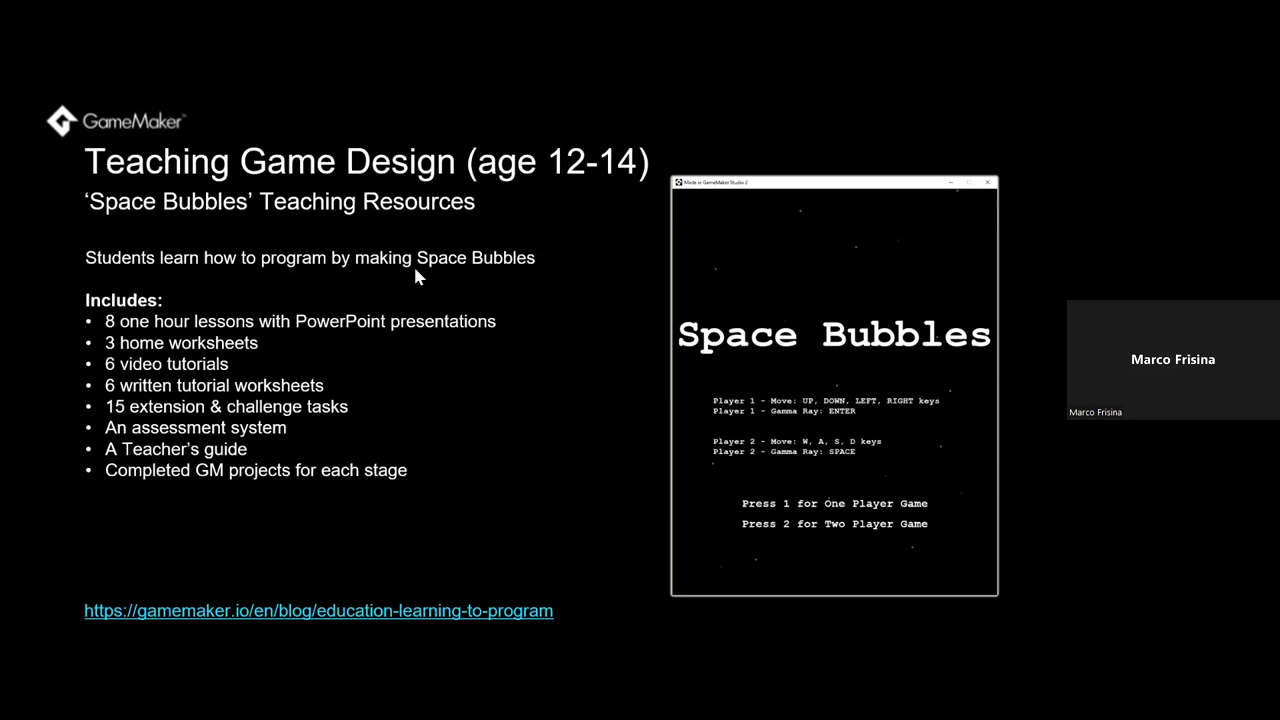 GameMaker™
Teaching Game Design (age 12-14)
‘Space Bubbles’ Teaching Resources
Students learn how to program by making Space Bubbles
Includes:
• 8 one hour lessons with PowerPoint presentations
• 3 home worksheets
• 6 video tutorials
• 6 written tutorial worksheets
• 15 extension & challenge tasks
• An assessment system
• A Teacher’s guide
• Completed GM projects for each stage
https://gamemaker.io/en/blog/education-learning-to-program
Made in GameMaker Studio 2
Space Bubbles
Player 1 - Move: UP, DOWN, LEFT, RIGHT keys
Player 1 - Gamma Ray: ENTER
Player 2 - Move: W, A, S, D keys
Player 2 - Gamma Ray: SPACE
Press 1 for One Player Game
Press 2 for Two Player Game
Marco Frisina
Marco Frisina